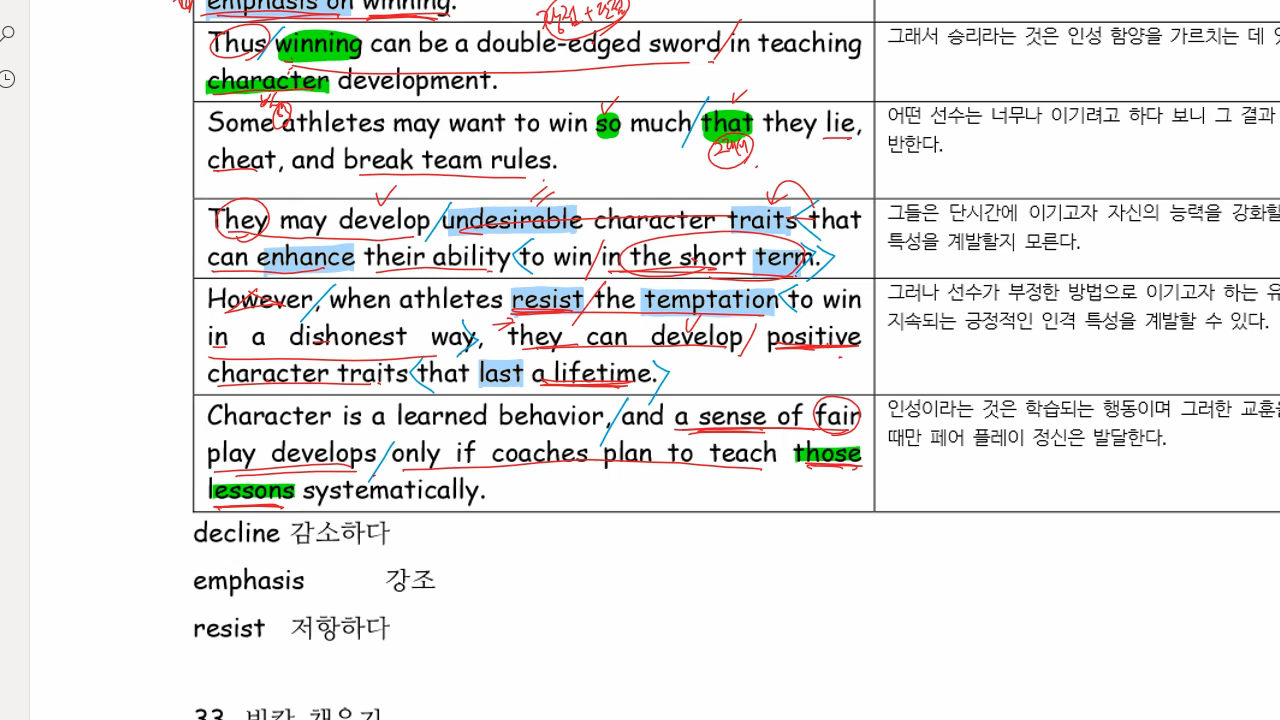 emphasis on winning.
장점 + 단점
Thus winning can be a double-edged sword in teaching
character development.
그래서 승리라는 것은 인성 함양을 가르치는 데
Some athletes may want to win so much that they lie,
cheat, and break team rules.
어떤 선수는 너무나 이기려고 하다 보니 그 결과
반한다.
They may develop undesirable character traits that
can enhance their ability to win in the short term.
그들은 단시간에 이기고자 자신의 능력을 강화할
특성을 계발할지 모른다.
However, when athletes resist the temptation to win
in a dishonest way, they can develop positive
character traits that last a lifetime.
그러나 선수가 부정한 방법으로 이기고자 하는 유
지속되는 긍정적인 인격 특성을 계발할 수 있다.
Character is a learned behavior, and a sense of fair
play develops only if coaches plan to teach those
lessons systematically.
인성이라는 것은 학습되는 행동이며 그러한 교훈을
때만 페어 플레이 정신은 발달한다.
decline 감소하다
emphasis 강조
resist 저항하다
33 빈칸 채우기